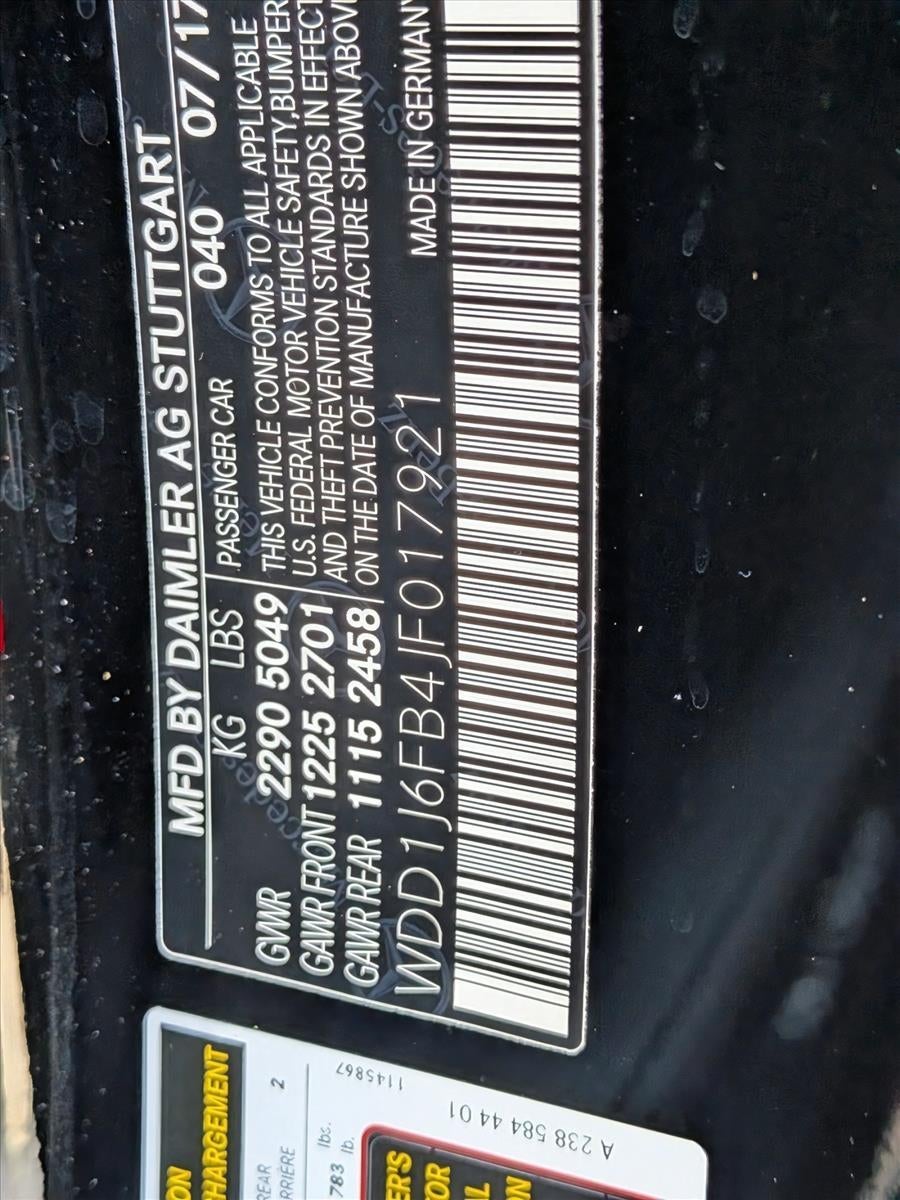 MFD BY DAIMLER AG STUTTGART
KG LBS PASSENGER CAR 040 07/17
GVWR 2290 5049 THIS VEHICLE CONFORMS TO ALL APPLICABLE
GAWR FRONT 1225 2701 U.S. FEDERAL MOTOR VEHICLE SAFETY,BUMPER
GAWR REAR 1115 2458 AND THEFT PREVENTION STANDARDS IN EFFECT
ON THE DATE OF MANUFACTURE SHOWN ABOVE
MADE IN GERMANY
WDD1J6FB4JF017921
CHARGEMENT
REAR 2
ARRIÈRE
lbs.
783 lb.
1145867
A 238 584 44 01